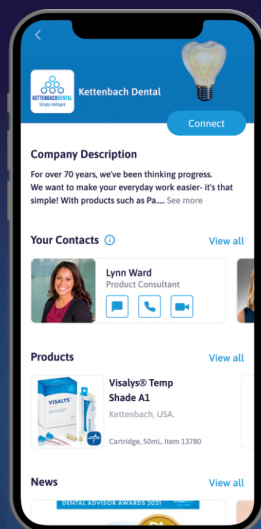 KETTENBACHDENTAL
Simply intelligent
Kettenbach Dental
Connect
Company Description
For over 70 years, we've been thinking progress.
We want to make your everyday work easier- it's that
simple! With products such as Pa..... See more
Your Contacts
View all
Lynn Ward
Product Consultant
Products
View all
VISALYS
Visalys® Temp
Shade A1
Kettenbach, USA.
Cartridge, 50mL. Item 13780
News
View all
DENTAL ADVISOR AWARDS 2021